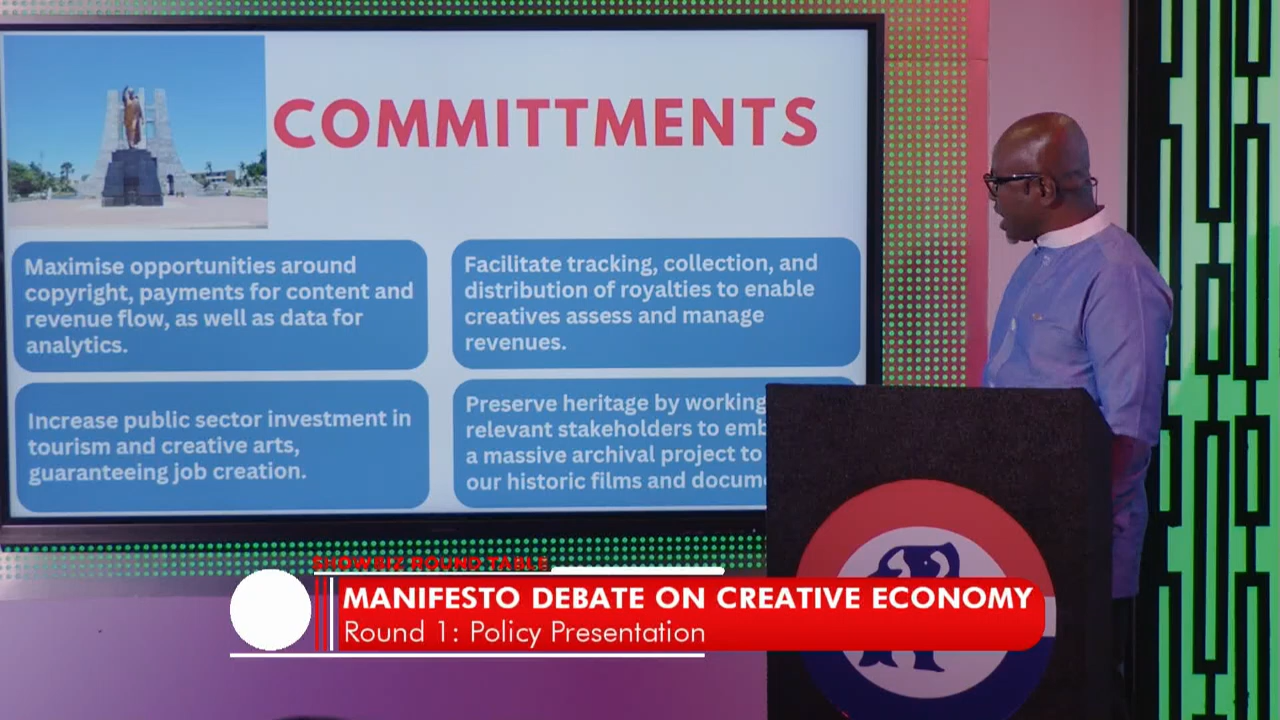 COMMITTMENTS
Maximise opportunities around
copyright, payments for content and
revenue flow, as well as data for
analytics.
Facilitate tracking, collection, and
distribution of royalties to enable
creatives assess and manage
revenues.
Increase public sector investment in
tourism and creative arts,
guaranteeing job creation.
Preserve heritage by working
relevant stakeholders to
a massive archival project to
our historic films and
SHOWBIZ ROUND TABLE
MANIFESTO DEBATE ON CREATIVE ECONOMY
Round 1: Policy Presentation